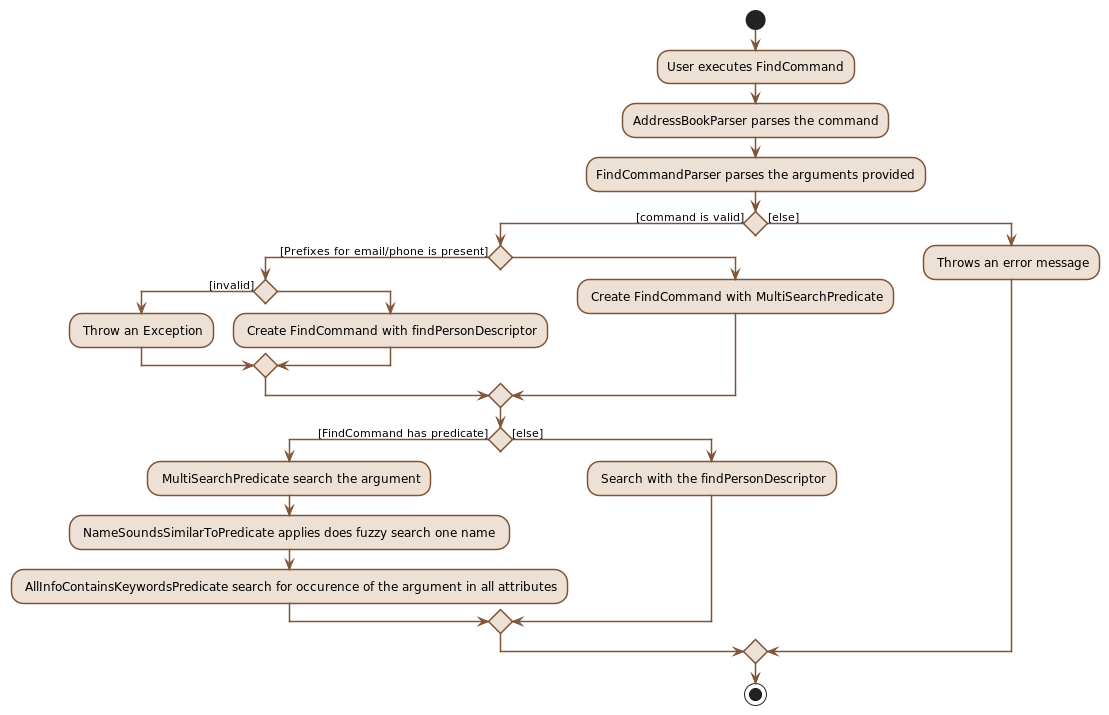 User executes FindCommand
AddressBookParser parses the command
FindCommandParser parses the arguments provided
[command is valid]
[else]
[Prefixes for email/phone is present]
Throws an error message
[invalid]
Create FindCommand with MultiSearchPredicate
Throw an Exception
Create FindCommand with findPersonDescriptor
[FindCommand has predicate]
[else]
MultiSearchPredicate search the argument
Search with the findPersonDescriptor
NameSoundsSimilarToPredicate applies does fuzzy search one name
AllInfoContainsKeywordsPredicate search for occurence of the argument in all attributes